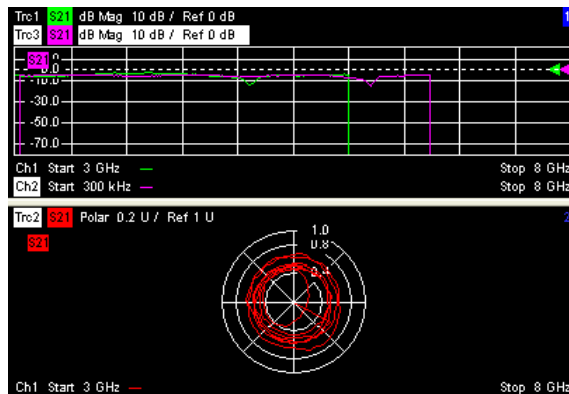 Trc1 S21 dB Mag 10 dB / Ref 0 dB 1
Trc3 S21 dB Mag 10 dB / Ref 0 dB
S21
0.0
-10.0
-30.0
-50.0
-70.0
Ch1 Start 3 GHz — Stop 8 GHz
Ch2 Start 300 kHz — Stop 8 GHz
Trc2 S21 Polar 0.2 U / Ref 1 U 2
S21
1.0
0.8
0.4
Ch1 Start 3 GHz — Stop 8 GHz